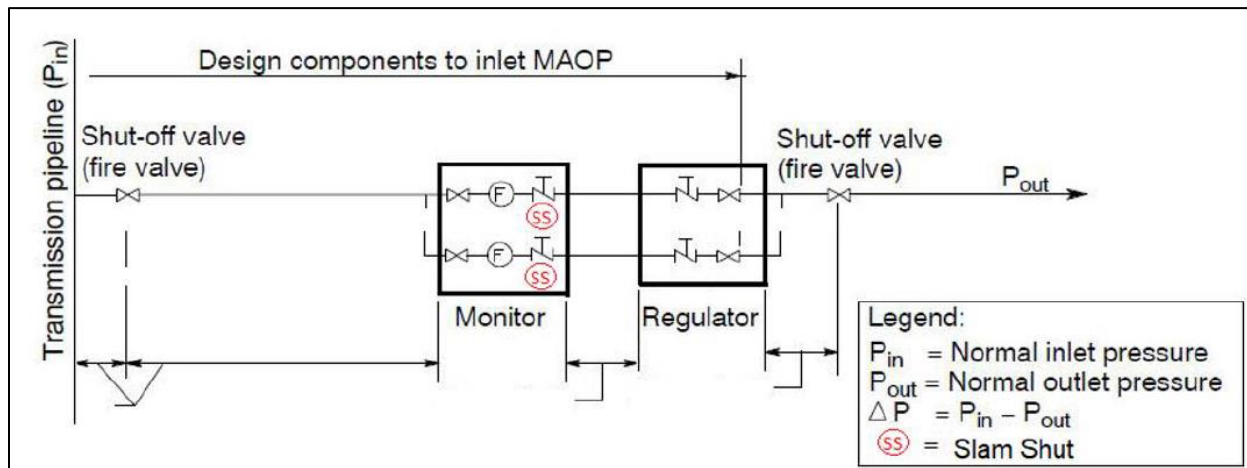 Transmission pipeline (Pin)
Design components to inlet MAOP
Shut-off valve
(fire valve)
Shut-off valve
(fire valve)
Pout
F
SS
F
SS
Monitor
Regulator
Legend:
Pin = Normal inlet pressure
Pout = Normal outlet pressure
△ P = Pin – Pout
SS = Slam Shut